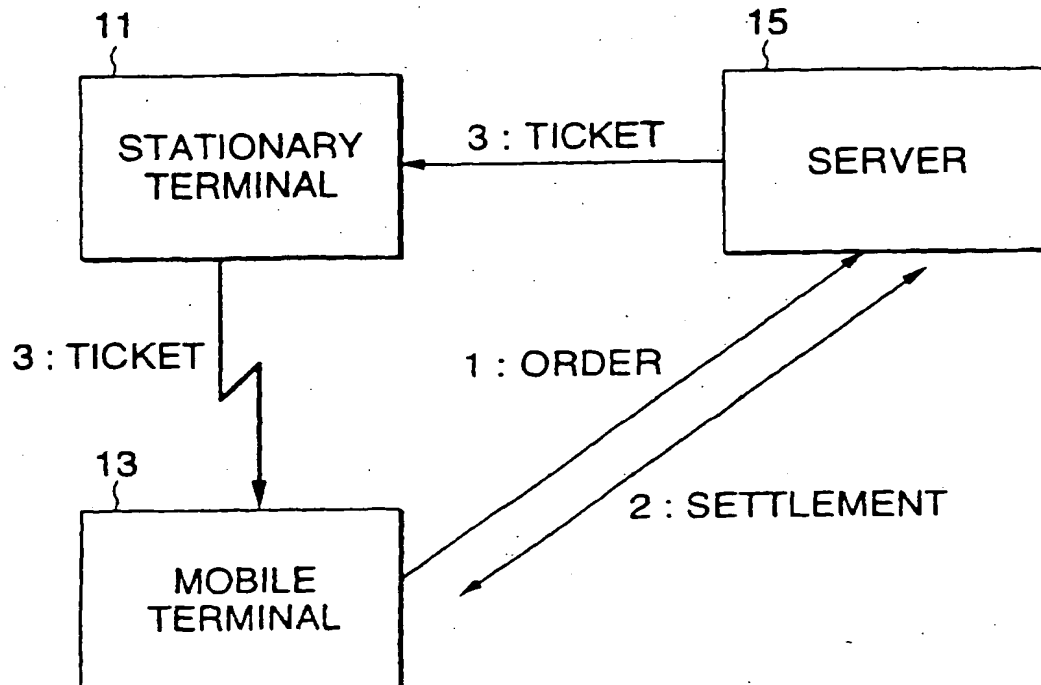 11
15
STATIONARY
TERMINAL
3 : TICKET
SERVER
3 : TICKET
1 : ORDER
13
2 : SETTLEMENT
MOBILE
TERMINAL